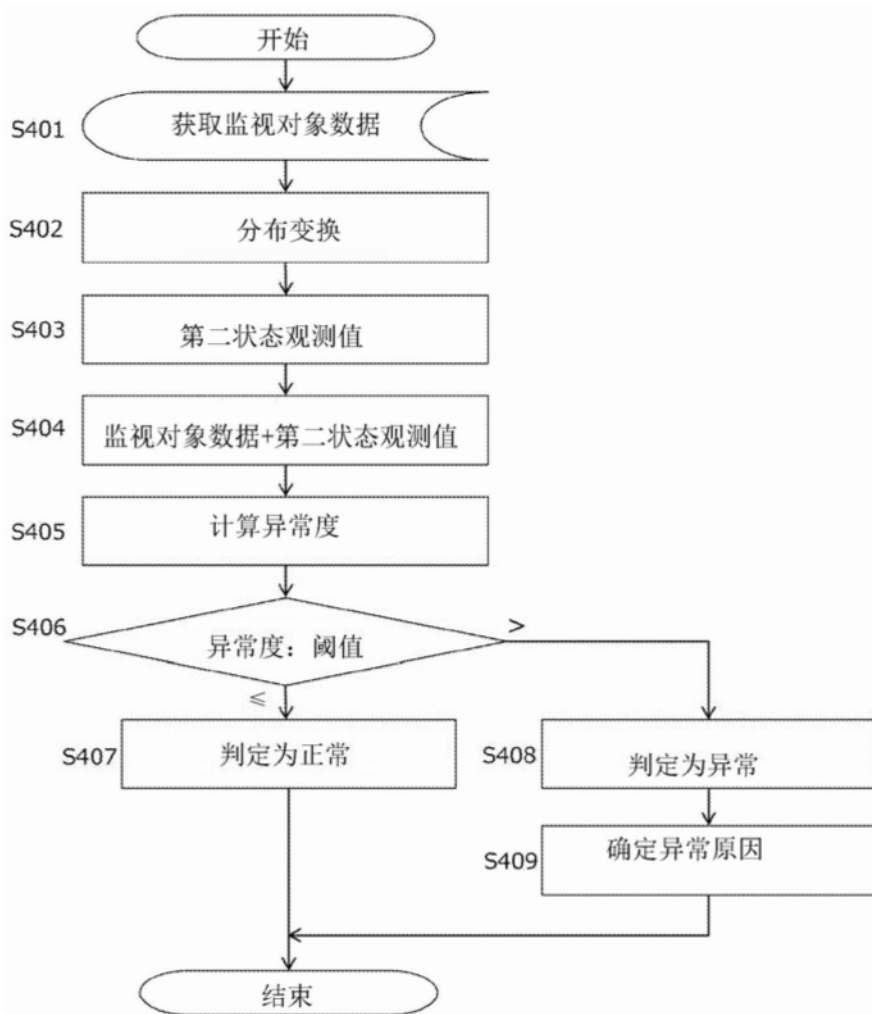 开始
S401
获取监视对象数据
S402
分布变换
S403
第二状态观测值
S404
监视对象数据+第二状态观测值
S405
计算异常度
S406
异常度：阈值
>
≦
S407
判定为正常
S408
判定为异常
S409
确定异常原因
结束